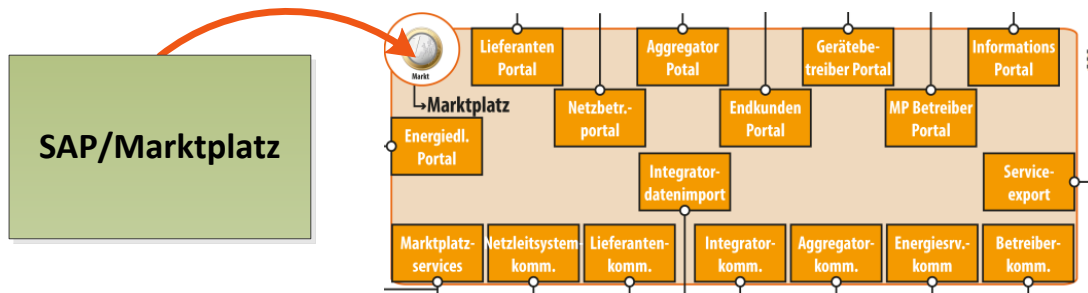 SAP/Marktplatz
Markt
Marktplatz
Lieferanten
Portal
Aggregator
Potal
Gerätebe-
treiber Portal
Informations
Portal
Netzbetr.-
portal
Endkunden
Portal
MP Betreiber
Portal
Energiedl.
Portal
Integrator-
datenimport
Service-
export
Marktplatz-
services
Netzleitsystem-
komm.
Lieferanten-
komm.
Integrator-
komm.
Aggregator-
komm.
Energiesrv.-
komm
Betreiber-
komm.